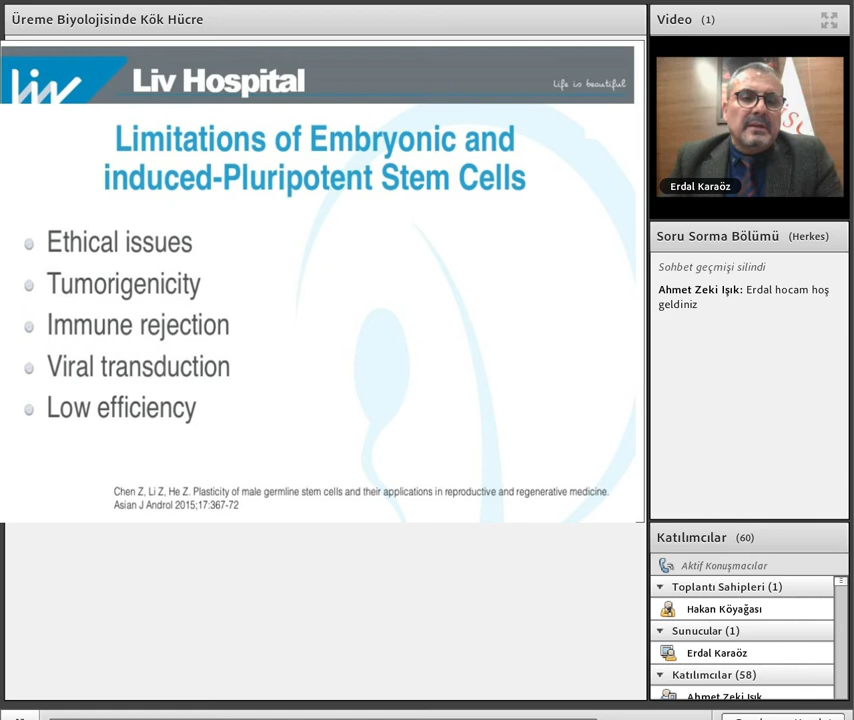 Üreme Biyolojisinde Kök Hücre
Liv
Liv Hospital
Life is beautiful
Limitations of Embryonic and
induced-Pluripotent Stem Cells
Ethical issues
Tumorigenicity
Immune rejection
Viral transduction
Low efficiency
Chen Z, Li Z, He Z. Plasticity of male germline stem cells and their applications in reproductive and regenerative medicine.
Asian J Androl 2015;17:367-72
Video (1)
Erdal Karaöz
Soru Sorma Bölümü (Herkes)
Sohbet geçmişi silindi
Ahmet Zeki Işık: Erdal hocam hoş
geldiniz
Katılımcılar (60)
Aktif Konuşmacılar
Toplantı Sahipleri (1)
Hakan Köyağası
Sunucular (1)
Erdal Karaöz
Katılımcılar (58)
Ahmet Zeki Işık